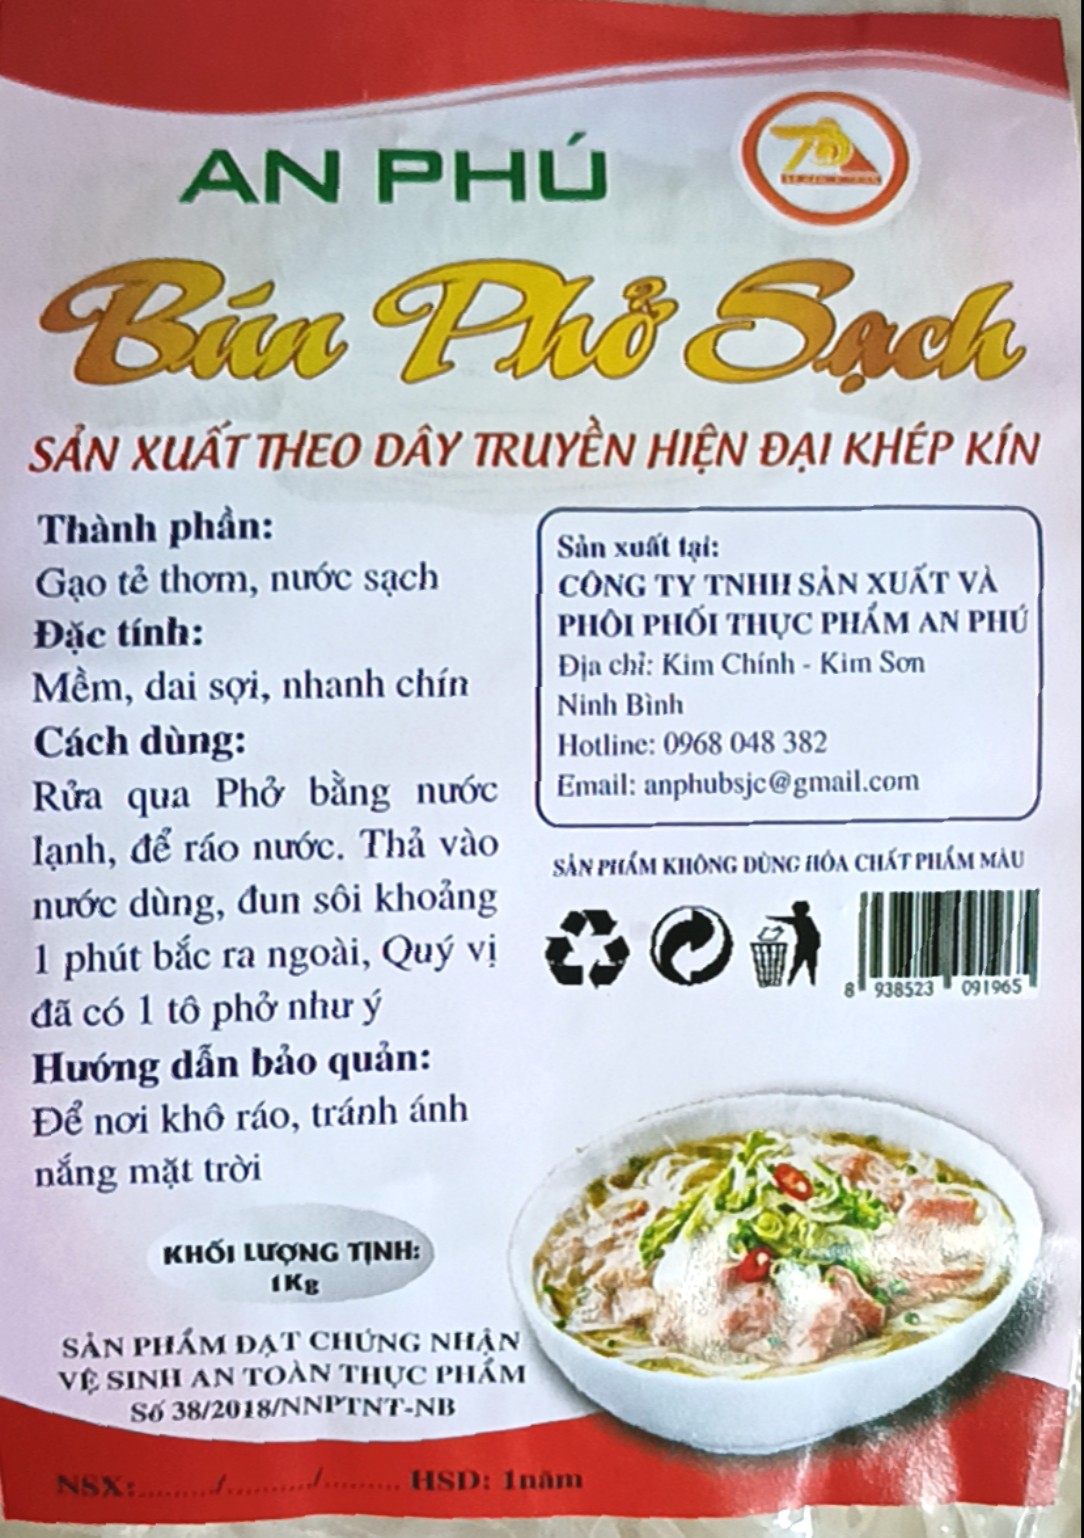 AN PHÚ
Bún Phở Sạch
SẢN XUẤT THEO DÂY TRUYỀN HIỆN ĐẠI KHÉP KÍN
Thành phần:
Gạo tẻ thơm, nước sạch
Đặc tính:
Mềm, dai sợi, nhanh chín
Cách dùng:
Rửa qua Phở bằng nước
lạnh, để ráo nước. Thả vào
nước dùng, đun sôi khoảng
1 phút bắc ra ngoài, Quý vị
đã có 1 tô phở như ý
Hướng dẫn bảo quản:
Để nơi khô ráo, tránh ánh
nắng mặt trời
KHỐI LƯỢNG TỊNH:
1Kg
SẢN PHẨM ĐẠT CHỨNG NHẬN
VỆ SINH AN TOÀN THỰC PHẨM
Số 38/2018/NNPTNT-NB
Sản xuất tại:
CÔNG TY TNHH SẢN XUẤT VÀ
PHÔI PHỐI THỰC PHẨM AN PHÚ
Địa chỉ: Kim Chính - Kim Sơn
Ninh Bình
Hotline: 0968 048 382
Email: anphubsjc@gmail.com
SẢN PHẨM KHÔNG DÙNG HÓA CHẤT PHẨM MÀU
8 938523 091965
NSX:......../........../......... HSD: 1năm